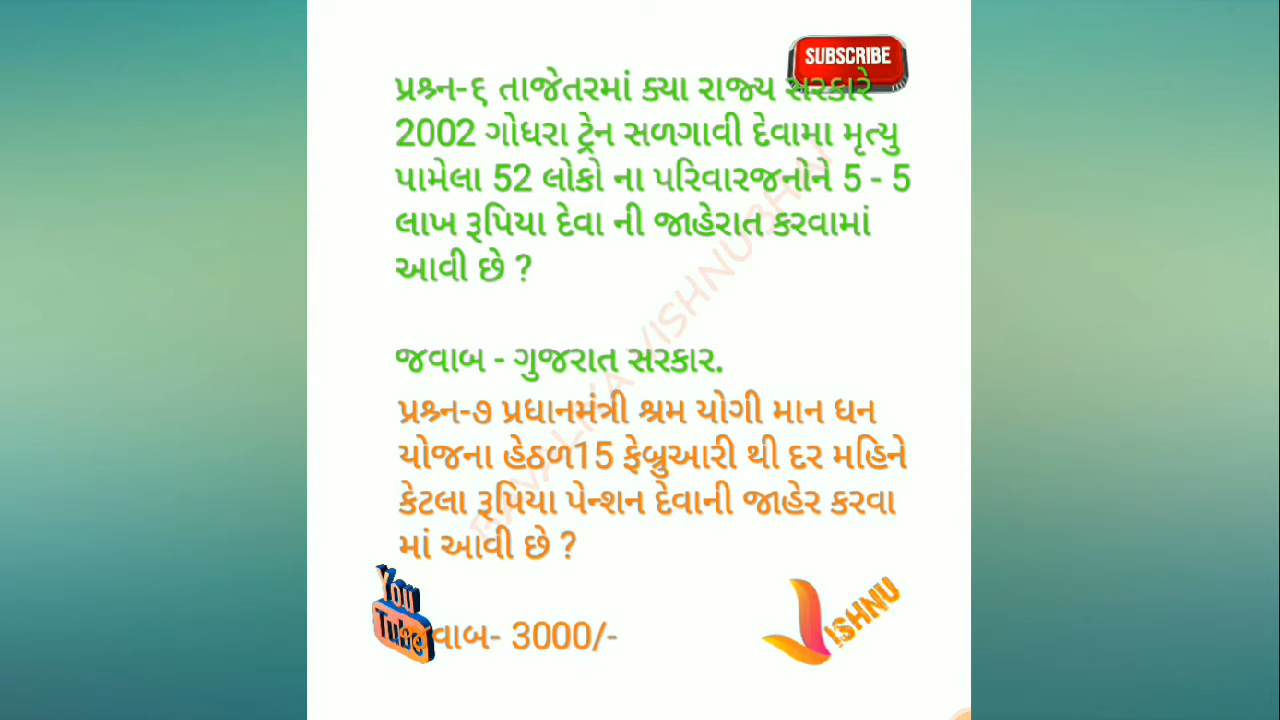 SUBSCRIBE
પ્રશ્ન-૬ તાજેતરમાં ક્યા રાજ્ય સરકારે
2002 ગોધરા ટ્રેન સળગાવી દેવામા મૃત્યુ
પામેલા 52 લોકો ના પરિવારજનોને 5 - 5
લાખ રૂપિયા દેવા ની જાહેરાત કરવામાં
આવી છે ?
જવાબ - ગુજરાત સરકાર.
પ્રશ્ન-૭ પ્રધાનમંત્રી શ્રમ યોગી માન ધન
યોજના હેઠળ15 ફેબ્રુઆરી થી દર મહિને
કેટલા રૂપિયા પેન્શન દેવાની જાહેર કરવા
માં આવી છે ?
You
Tube
જવાબ- 3000/-
ISHNU